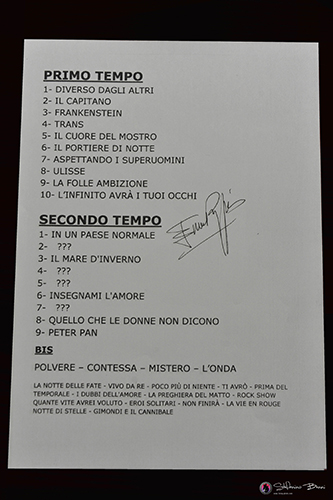 PRIMO TEMPO
1- DIVERSO DAGLI ALTRI
2- IL CAPITANO
3- FRANKENSTEIN
4- TRANS
5- IL CUORE DEL MOSTRO
6- IL PORTIERE DI NOTTE
7- ASPETTANDO I SUPERUOMINI
8- ULISSE
9- LA FOLLE AMBIZIONE
10- L'INFINITO AVRÀ I TUOI OCCHI
SECONDO TEMPO
1- IN UN PAESE NORMALE
2- ???
3- IL MARE D'INVERNO
4- ???
5- ???
6- INSEGNAMI L'AMORE
7- ???
8- QUELLO CHE LE DONNE NON DICONO
9- PETER PAN
BIS
POLVERE – CONTESSA – MISTERO – L'ONDA
LA NOTTE DELLE FATE - VIVO DA RE - POCO PIÙ DI NIENTE - TI AVRÒ - PRIMA DEL
TEMPORALE - I DUBBI DELL'AMORE - LA PREGHIERA DEL MATTO - ROCK SHOW
QUANTE VITE AVREI VOLUTO - EROI SOLITARI - NON FINIRÀ - LA VIE EN ROUGE
NOTTE DI STELLE - GIMONDI E IL CANNIBALE